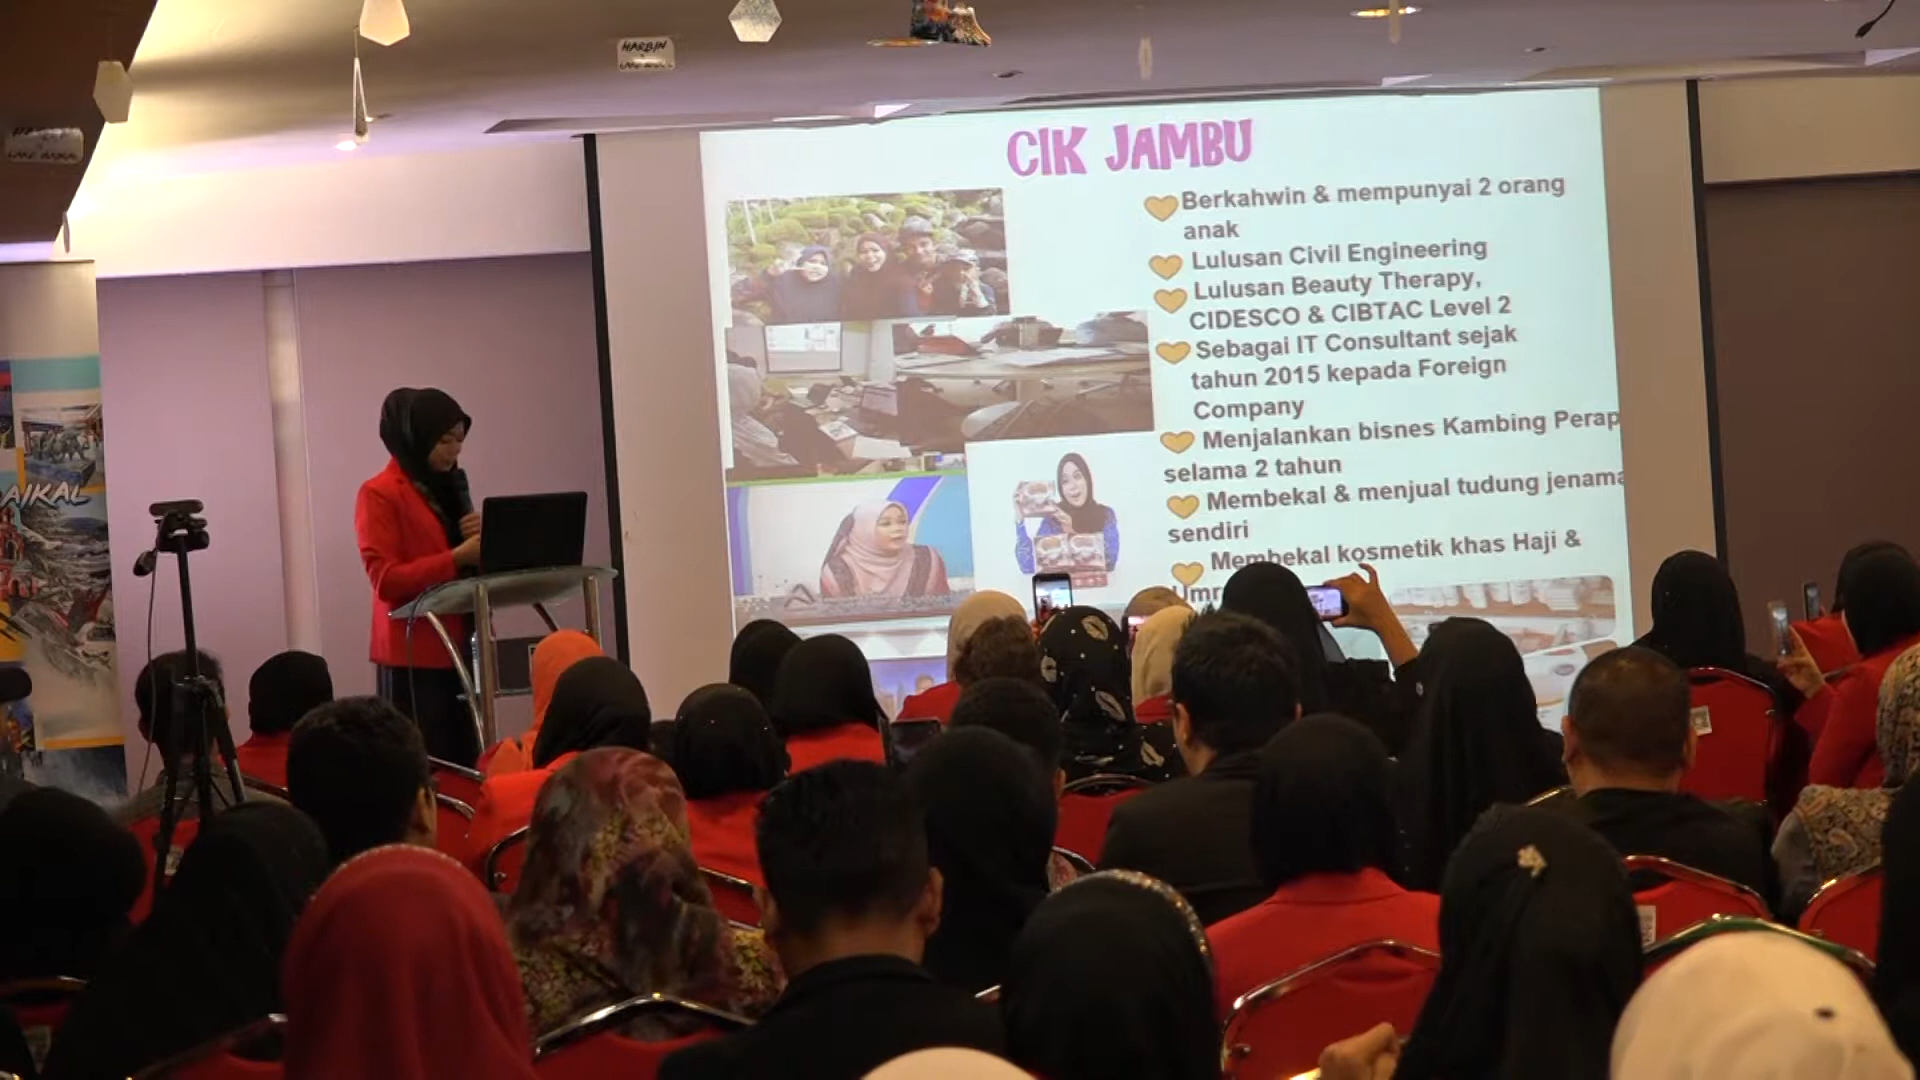 HARBIN
AIKAL
CIK JAMBU
Berkahwin & mempunyai 2 orang
anak
Lulusan Civil Engineering
Lulusan Beauty Therapy,
CIDESCO & CIBTAC Level 2
Sebagai IT Consultant sejak
tahun 2015 kepada Foreign
Company
Menjalankan bisnes Kambing Perap
selama 2 tahun
Membekal & menjual tudung jenama
sendiri
Membekal kosmetik khas Haji &